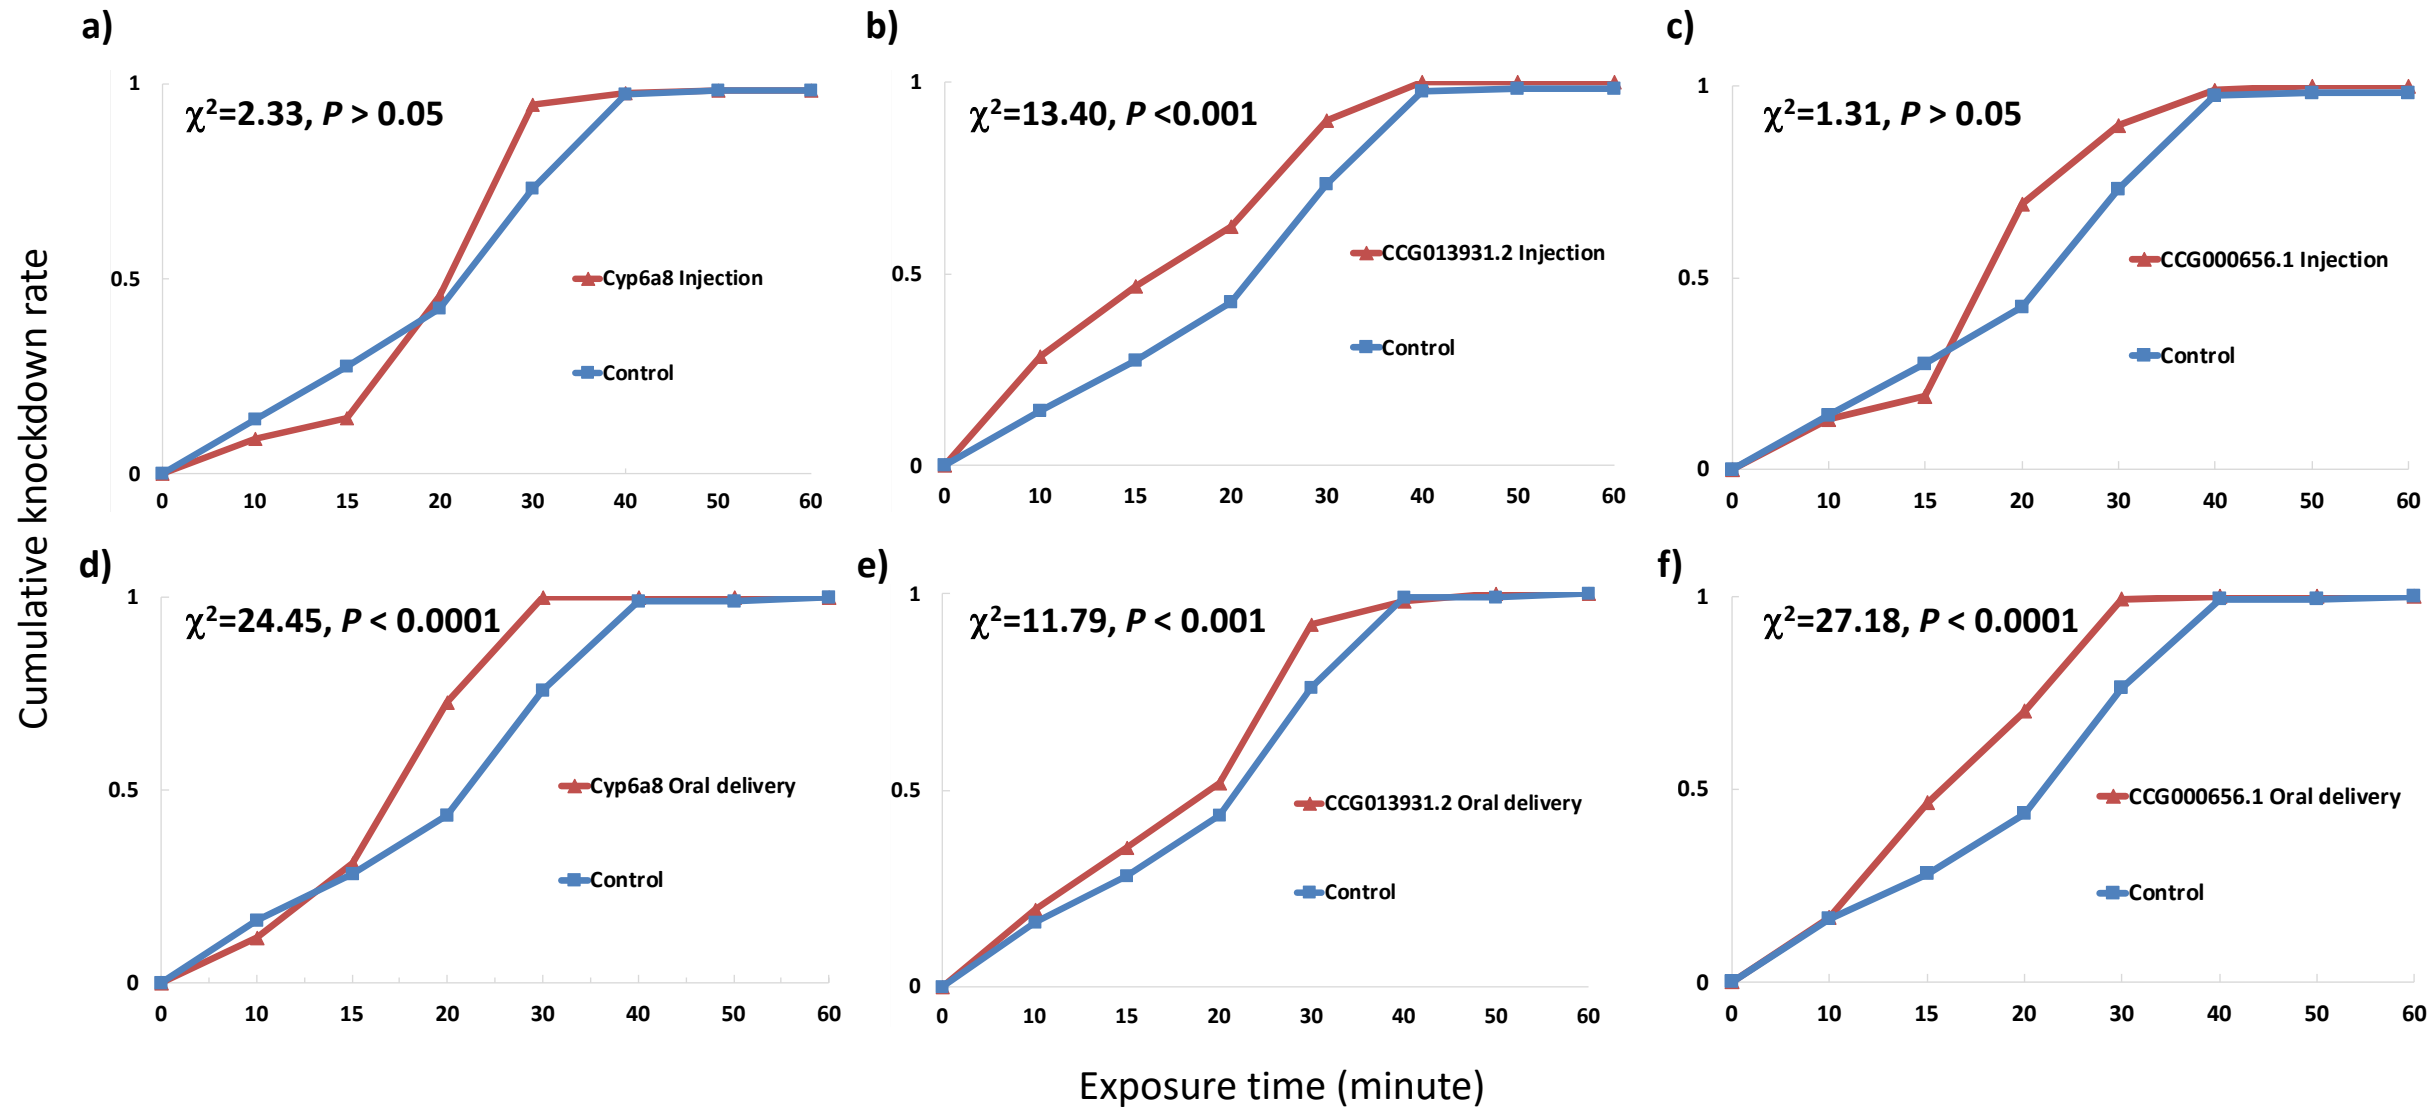 a)
1
χ²=2.33, P > 0.05
0.5
Cyp6a8 Injection
Control
0
0 10 15 20 30 40 50 60
b)
1
χ²=13.40, P <0.001
0.5
CCG013931.2 Injection
Control
0
0 10 15 20 30 40 50 60
c)
1
χ²=1.31, P > 0.05
0.5
CCG000656.1 Injection
Control
0
0 10 15 20 30 40 50 60
Cumulative knockdown rate
d)
1
χ²=24.45, P < 0.0001
0.5
Cyp6a8 Oral delivery
Control
0
0 10 15 20 30 40 50 60
e)
1
χ²=11.79, P < 0.001
0.5
CCG013931.2 Oral delivery
Control
0
0 10 15 20 30 40 50 60
f)
1
χ²=27.18, P < 0.0001
0.5
CCG000656.1 Oral delivery
Control
0
0 10 15 20 30 40 50 60
Exposure time (minute)